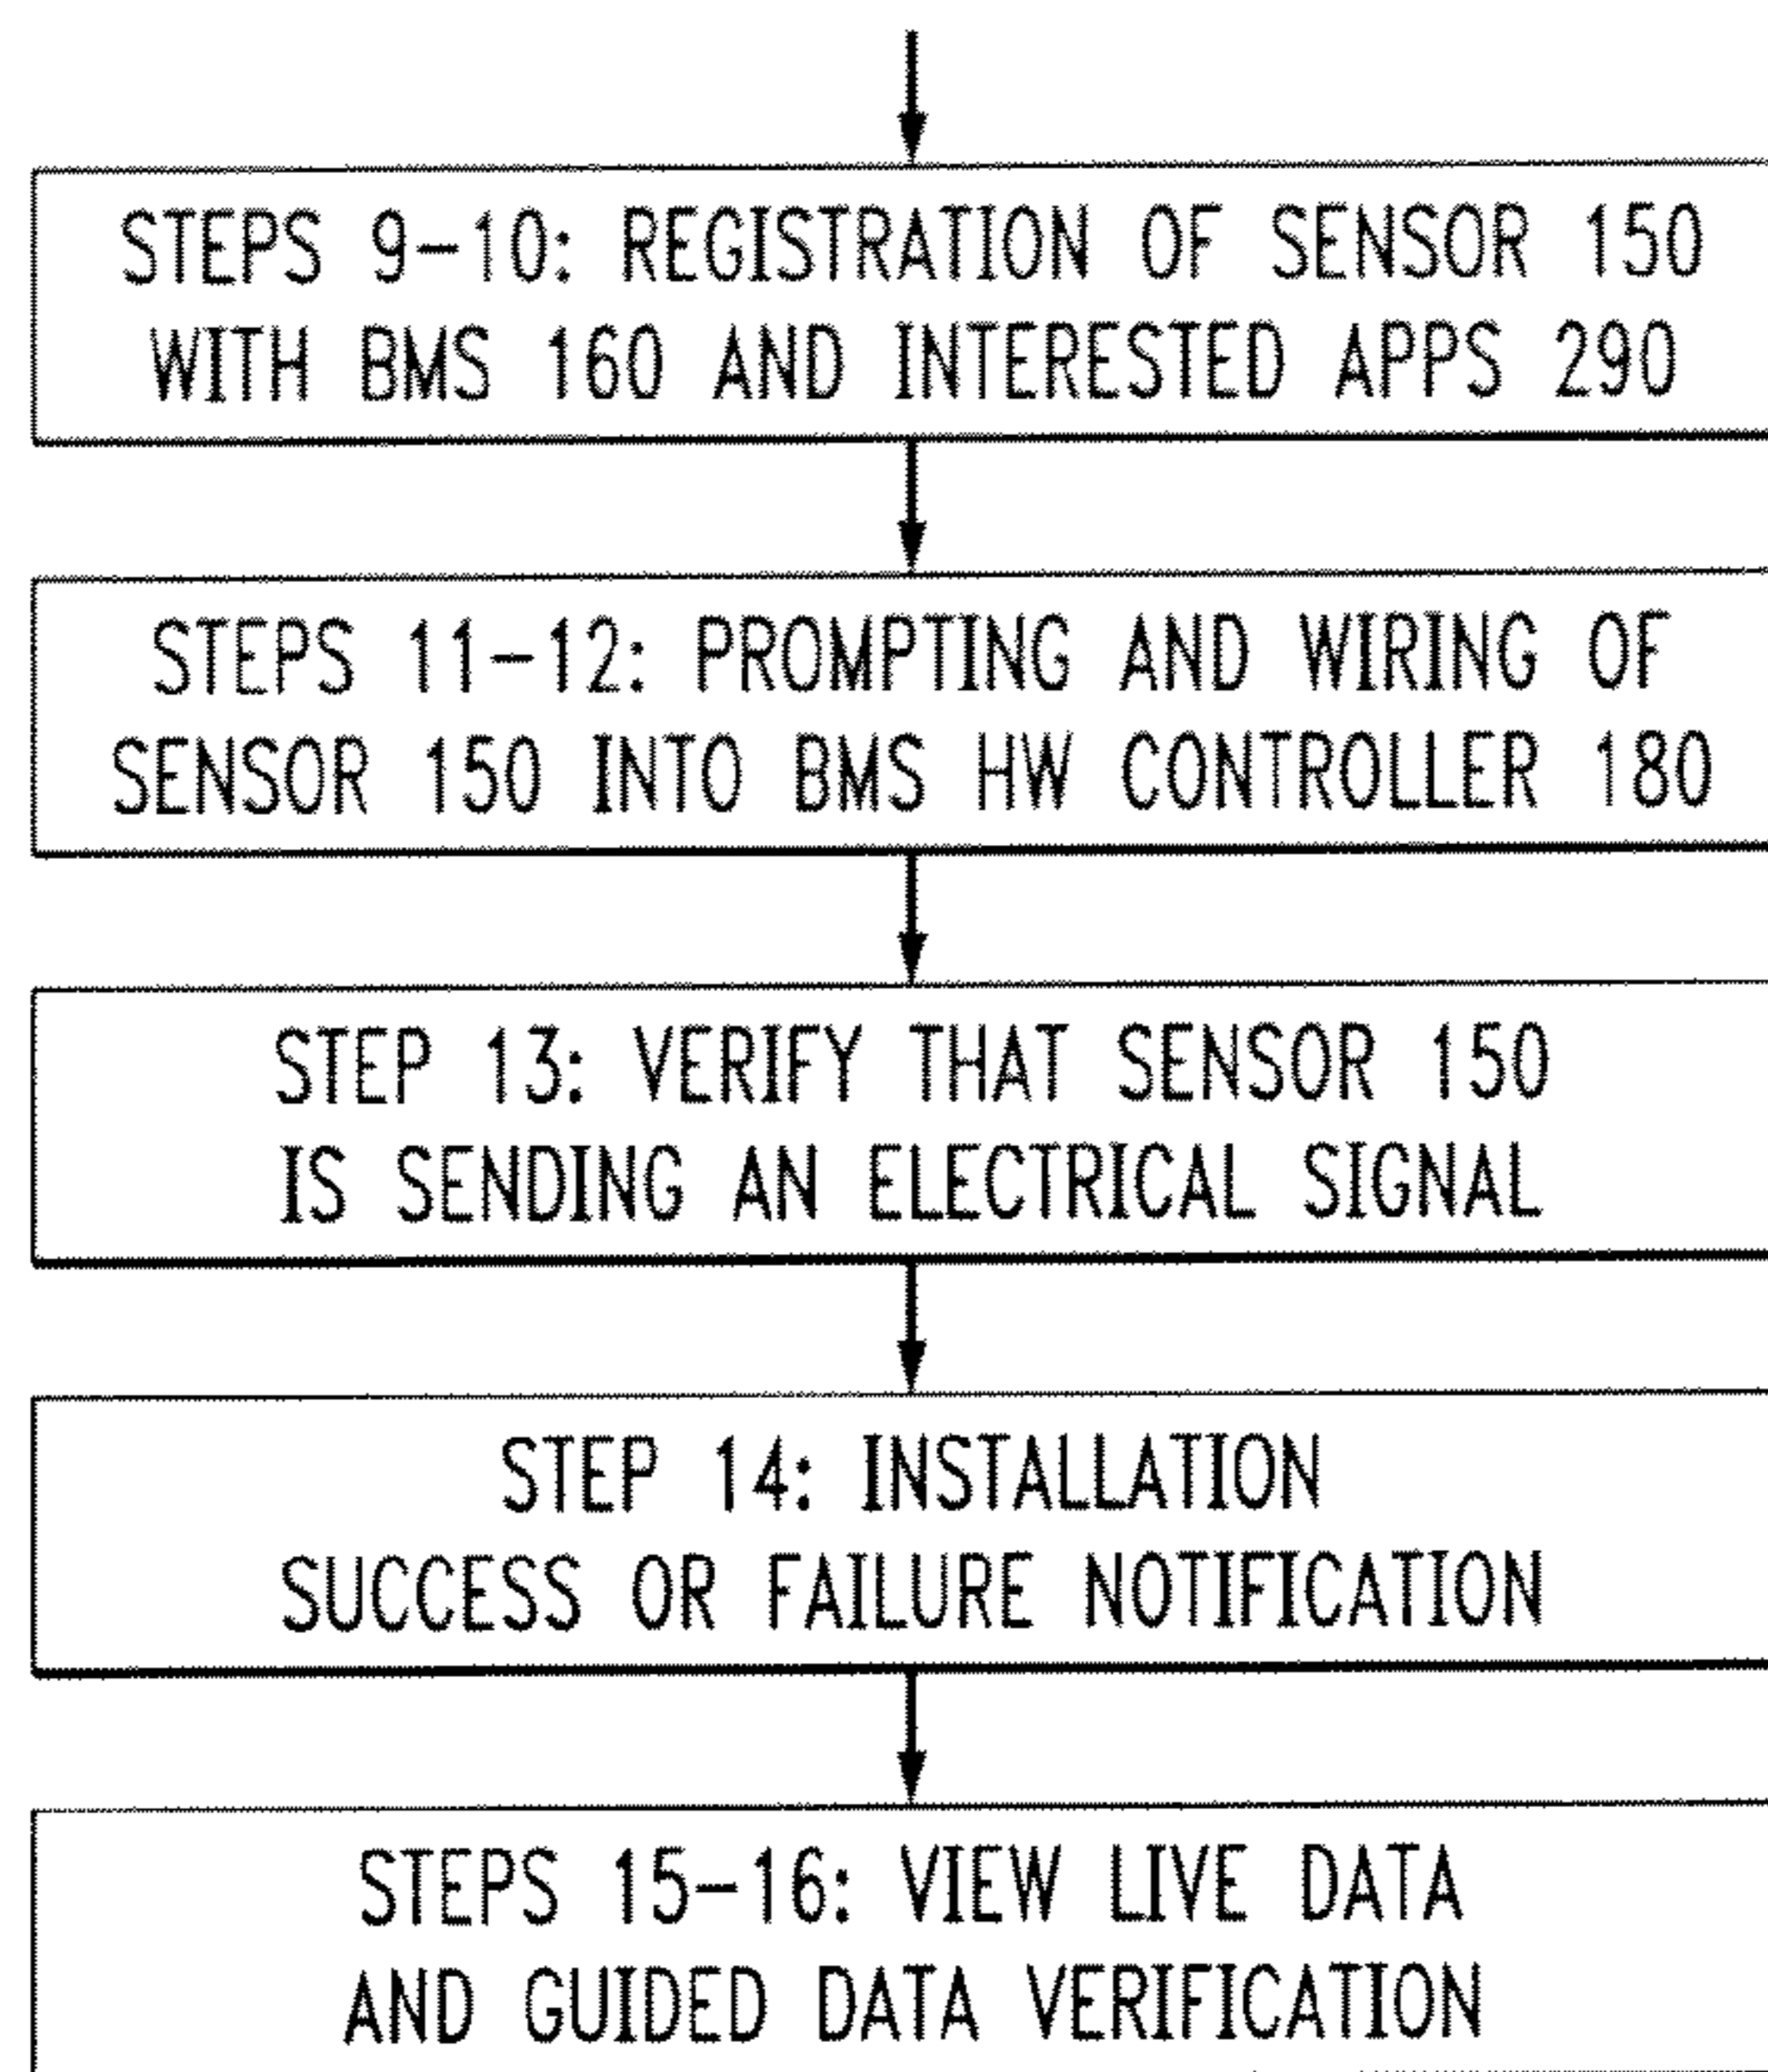 STEPS 9-10: REGISTRATION OF SENSOR 150
WITH BMS 160 AND INTERESTED APPS 290
STEPS 11-12: PROMPTING AND WIRING OF
SENSOR 150 INTO BMS HW CONTROLLER 180
STEP 13: VERIFY THAT SENSOR 150
IS SENDING AN ELECTRICAL SIGNAL
STEP 14: INSTALLATION
SUCCESS OR FAILURE NOTIFICATION
STEPS 15-16: VIEW LIVE DATA
AND GUIDED DATA VERIFICATION